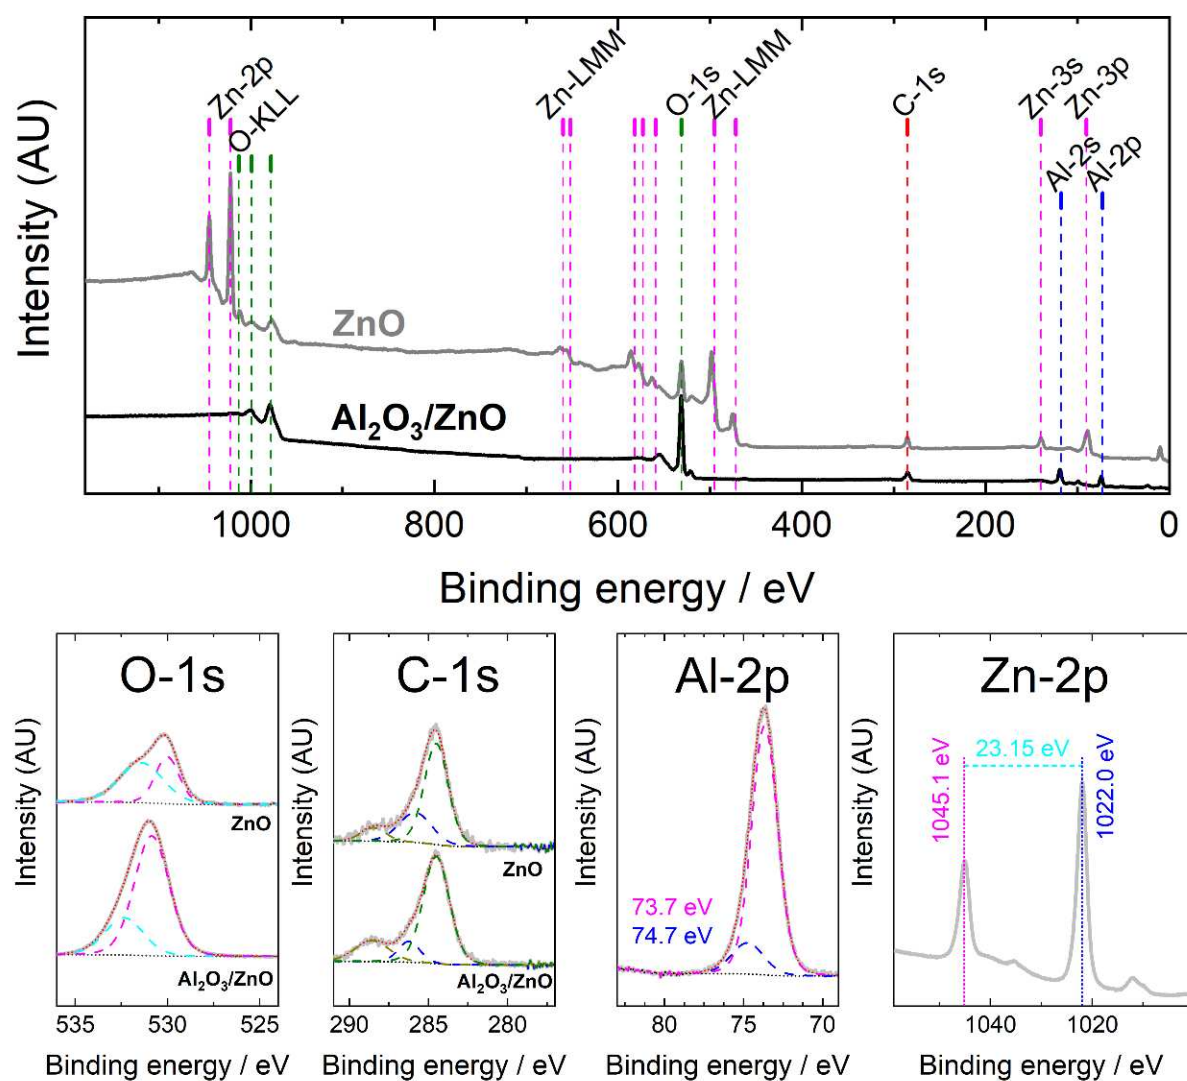 Intensity (AU)
Zn-2p
O-KLL
Zn-LMM
O-1s
Zn-LMM
C-1s
Zn-3s
Zn-3p
Al-2s
Al-2p
ZnO
Al₂O₃/ZnO
1000 800 600 400 200 0
Binding energy / eV
O-1s
Intensity (AU)
ZnO
Al₂O₃/ZnO
535 530 525
Binding energy / eV
C-1s
Intensity (AU)
ZnO
Al₂O₃/ZnO
290 285 280
Binding energy / eV
Al-2p
Intensity (AU)
73.7 eV
74.7 eV
80 75 70
Binding energy / eV
Zn-2p
Intensity (AU)
1045.1 eV
23.15 eV
1022.0 eV
1040 1020
Binding energy / eV